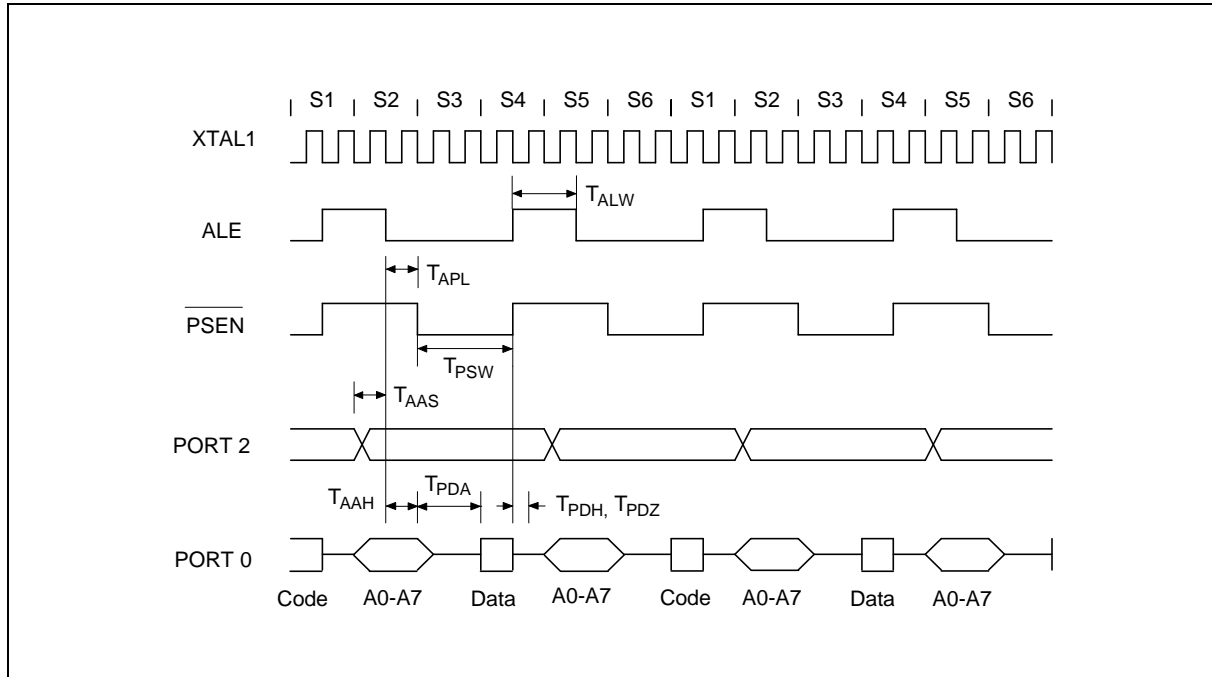 S1 S2 S3 S4 S5 S6 S1 S2 S3 S4 S5 S6
XTAL1
TALW
ALE
TAPL
PSEN
TPSW
TAAS
PORT 2
TAAH TPDA TPDH, TPDZ
PORT 0
Code A0-A7 Data A0-A7 Code A0-A7 Data A0-A7